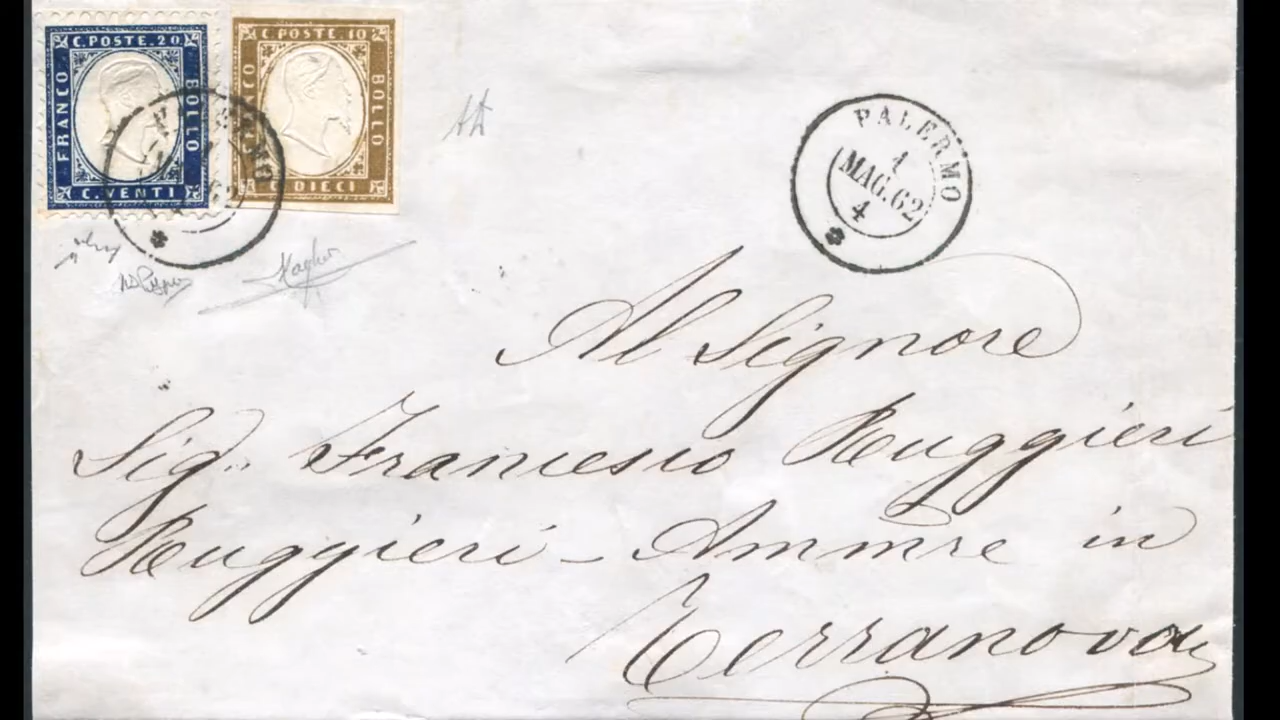 C.POSTE.20
FRANCO
BOLLO
C.VENTI
C.POSTE.10
BOLLO
C.DIECI
PALERMO
1
MAG.62
4
Al Signore
Sig. Francesco Ruggieri
Ruggieri - Ammre in
Terranova